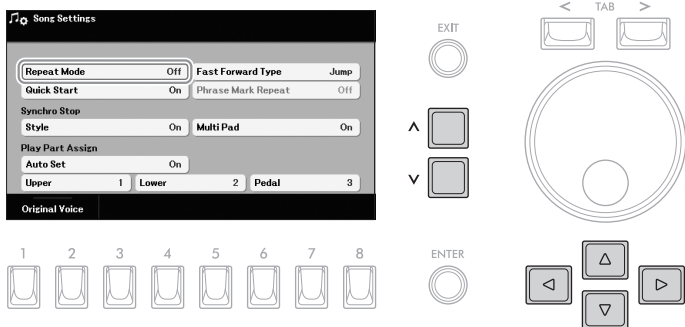 Song Settings
Repeat Mode Off Fast Forward Type Jump
Quick Start On Phrase Mark Repeat Off
Synchro Stop
Style On Multi Pad On
Play Part Assign
Auto Set On
Upper 1 Lower 2 Pedal 3
Original Voice
1 2 3 4 5 6 7 8
EXIT
ENTER
< TAB >